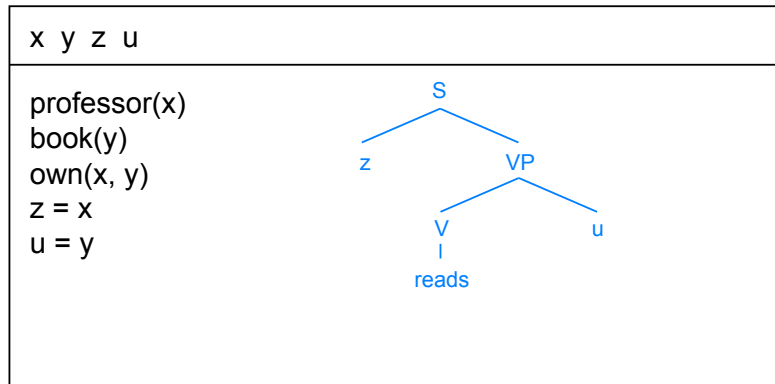 x y z u
professor(x)
book(y)
own(x, y)
z = x
u = y
S
z VP
V u
reads